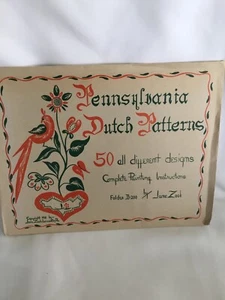 Pennsylvania
Dutch Patterns
50 all different designs
Complete Painting Instructions